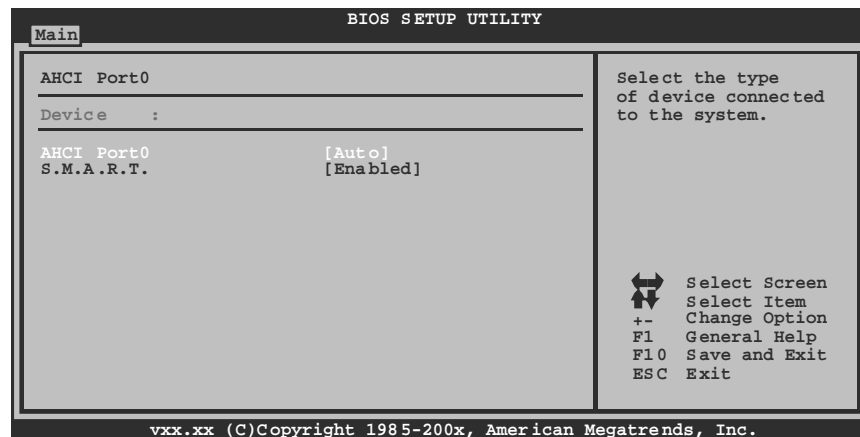 BIOS SETUP UTILITY
Main
AHCI Port0
Device :
AHCI Port0 [Auto]
S.M.A.R.T. [Enabled]
Select the type
of device connected
to the system.
Select Screen
Select Item
+- Change Option
F1 General Help
F10 Save and Exit
ESC Exit
vxx.xx (C)Copyright 1985-200x, American Megatrends, Inc.